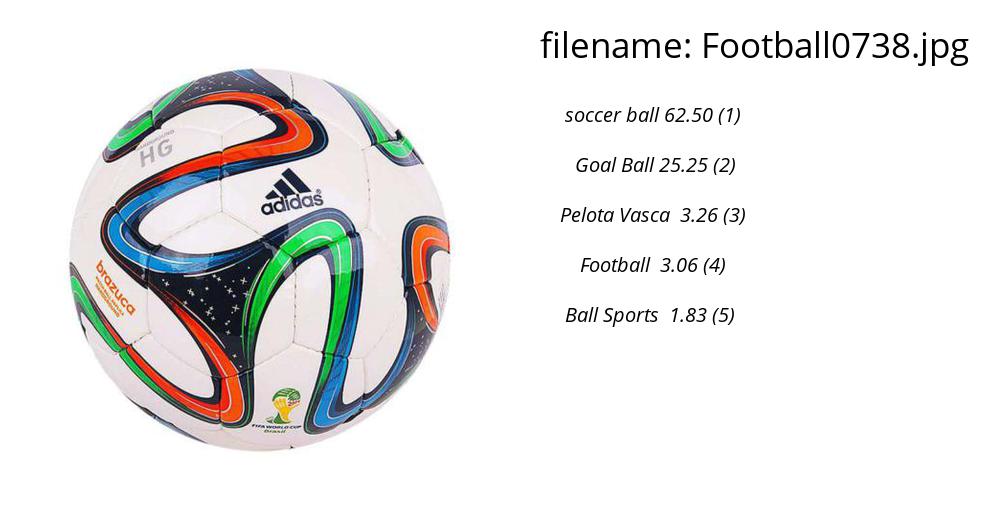 filename: Football0738.jpg
soccer ball 62.50 (1)
Goal Ball 25.25 (2)
Pelota Vasca 3.26 (3)
Football 3.06 (4)
Ball Sports 1.83 (5)
HG
adidas®
brazuca
FIFA WORLD CUP
Brasil